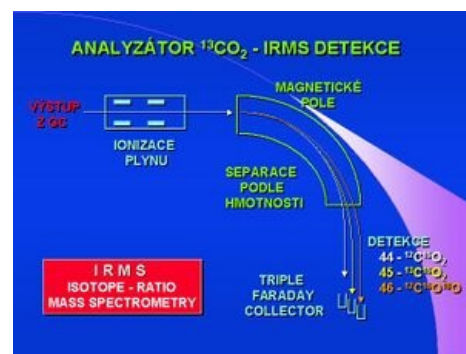 ANALYZÁTOR ¹³CO₂ - IRMS DETEKCE
MAGNETICKÉ
POLE
VÝSTUP
Z GC
IONIZACE
PLYNU
SEPARACE
PODLE
HMOTNOSTI
DETEKCE
44 - ¹²C¹⁶O₂
45 -
46 - ¹²C¹⁶O¹⁸O
TRIPLE
FARADAY
COLLECTOR
I R M S
ISOTOPE - RATIO
MASS SPECTROMETRY